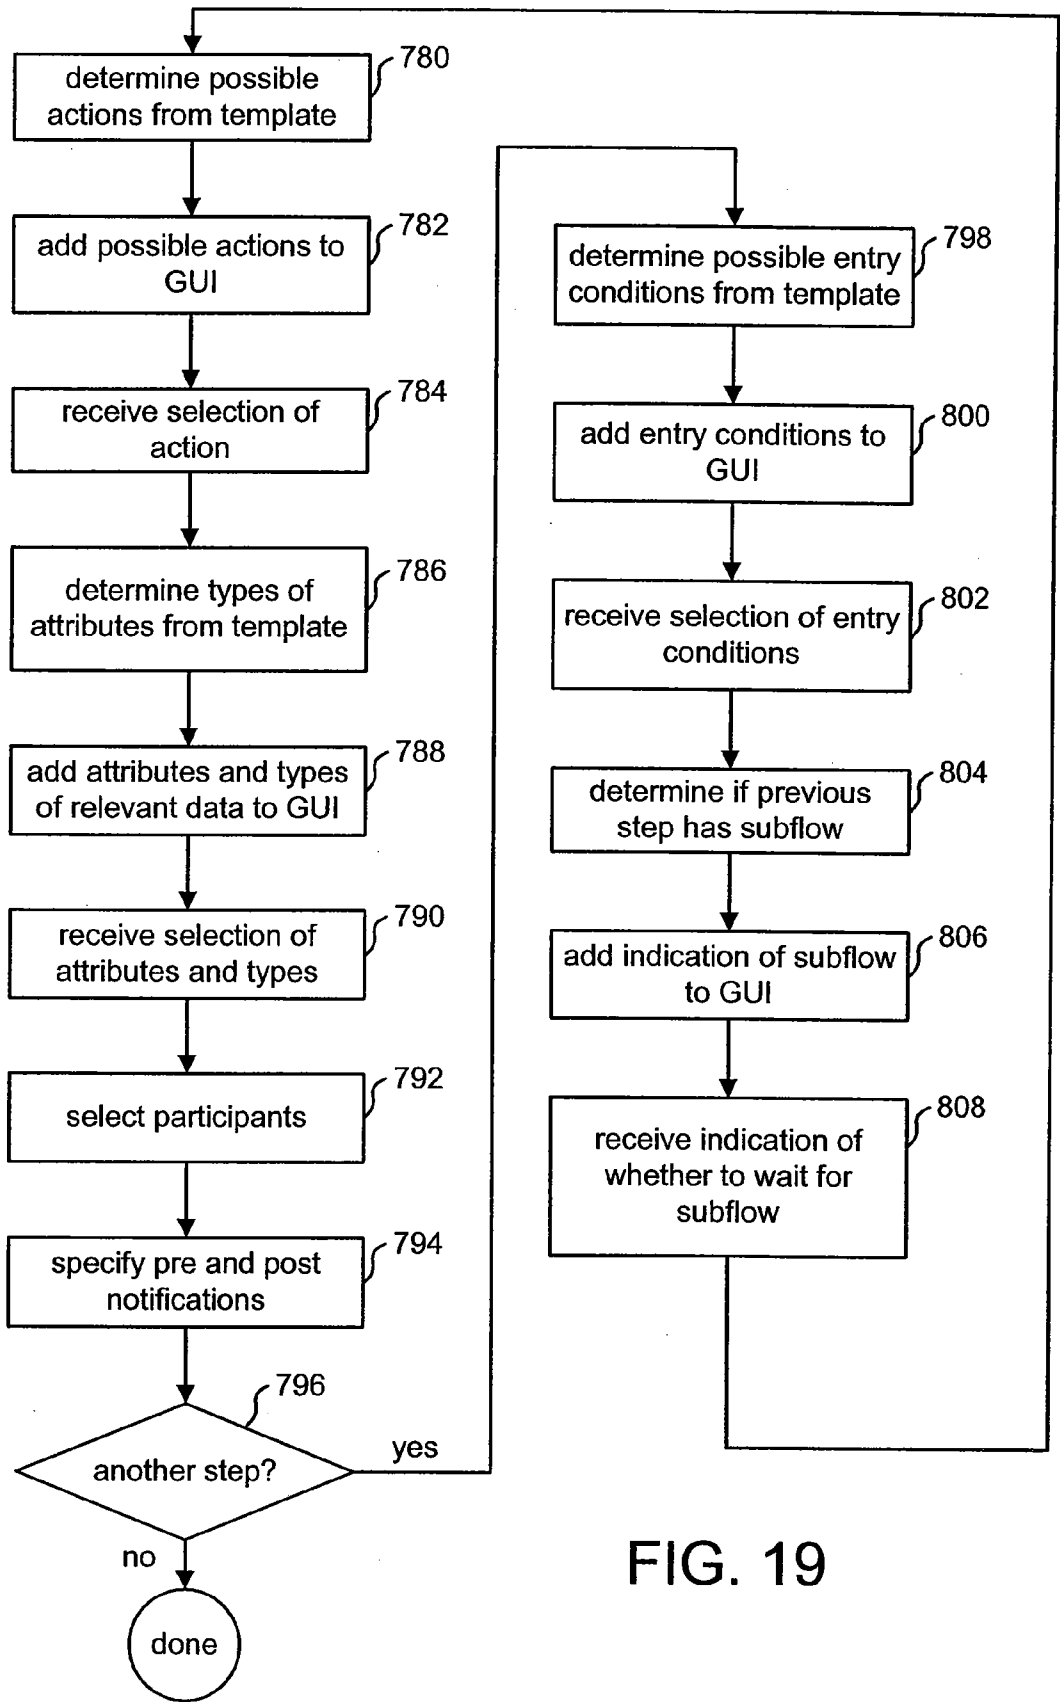 determine possible
actions from template
780
add possible actions to
GUI
782
receive selection of
action
784
determine types of
attributes from template
786
add attributes and types
of relevant data to GUI
788
receive selection of
attributes and types
790
select participants
792
specify pre and post
notifications
794
another step?
796
yes
no
done
determine possible entry
conditions from template
798
add entry conditions to
GUI
800
receive selection of entry
conditions
802
determine if previous
step has subflow
804
add indication of subflow
to GUI
806
receive indication of
whether to wait for
subflow
808
FIG. 19